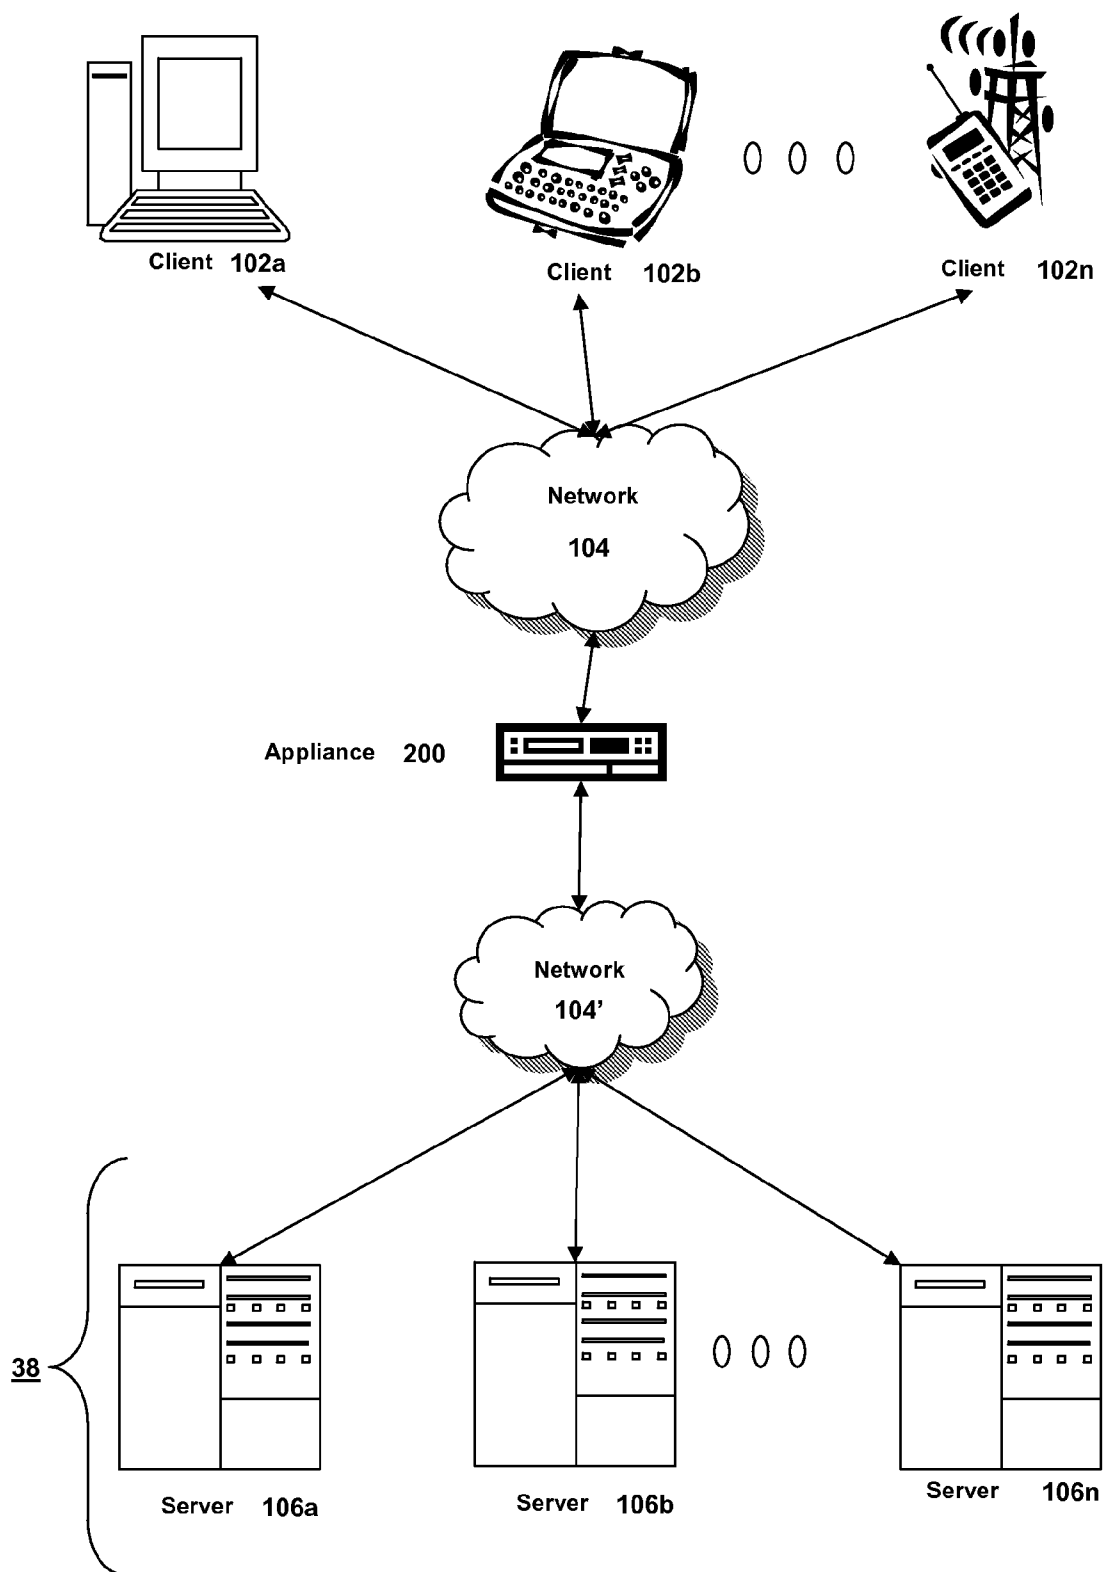 Client 102a
Client 102b
Client 102n
Network
104
Appliance 200
Network
104’
38
Server 106a
Server 106b
Server 106n